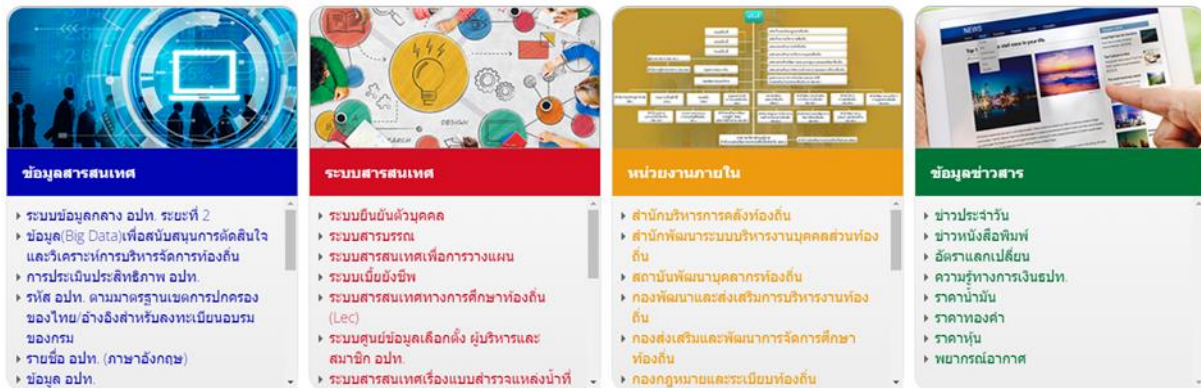 ข้อมูลสารสนเทศ
ระบบข้อมูลกลาง อปท. ระยะที่ 2
ข้อมูล(Big Data)เพื่อสนับสนุนการตัดสินใจ
และวิเคราะห์การบริหารจัดการท้องถิ่น
การประเมินประสิทธิภาพ อปท.
รหัส อปท. ตามมาตรฐานเขตการปกครอง
ของไทย/อ้างอิงสำหรับลงทะเบียนอบรม
ของกรม
รายชื่อ อปท. (ภาษาอังกฤษ)
ข้อมูล อปท.
SEARCH
DESIGN
ระบบสารสนเทศ
ระบบยืนยันตัวบุคคล
ระบบสารบรรณ
ระบบสารสนเทศเพื่อการวางแผน
ระบบเบี้ยยังชีพ
ระบบสารสนเทศทางการศึกษาท้องถิ่น
(Lec)
ระบบศูนย์ข้อมูลเลือกตั้ง ผู้บริหารและ
สมาชิก อปท.
ระบบสารสนเทศเรื่องแบบสำรวจแหล่งน้ำที่
หน่วยงานภายใน
สำนักบริหารการคลังท้องถิ่น
สำนักพัฒนาระบบบริหารงานบุคคลส่วนท้อง
ถิ่น
สถาบันพัฒนาบุคลากรท้องถิ่น
กองพัฒนาและส่งเสริมการบริหารงานท้อง
ถิ่น
กองส่งเสริมและพัฒนาการจัดการศึกษา
ท้องถิ่น
กองกฎหมายและระเบียบท้องถิ่น
NEWS
ข้อมูลข่าวสาร
ข่าวประจำวัน
ข่าวหนังสือพิมพ์
อัตราแลกเปลี่ยน
ความรู้ทางการเงินธปท.
ราคาน้ำมัน
ราคาทองคำ
ราคาหุ้น
พยากรณ์อากาศ